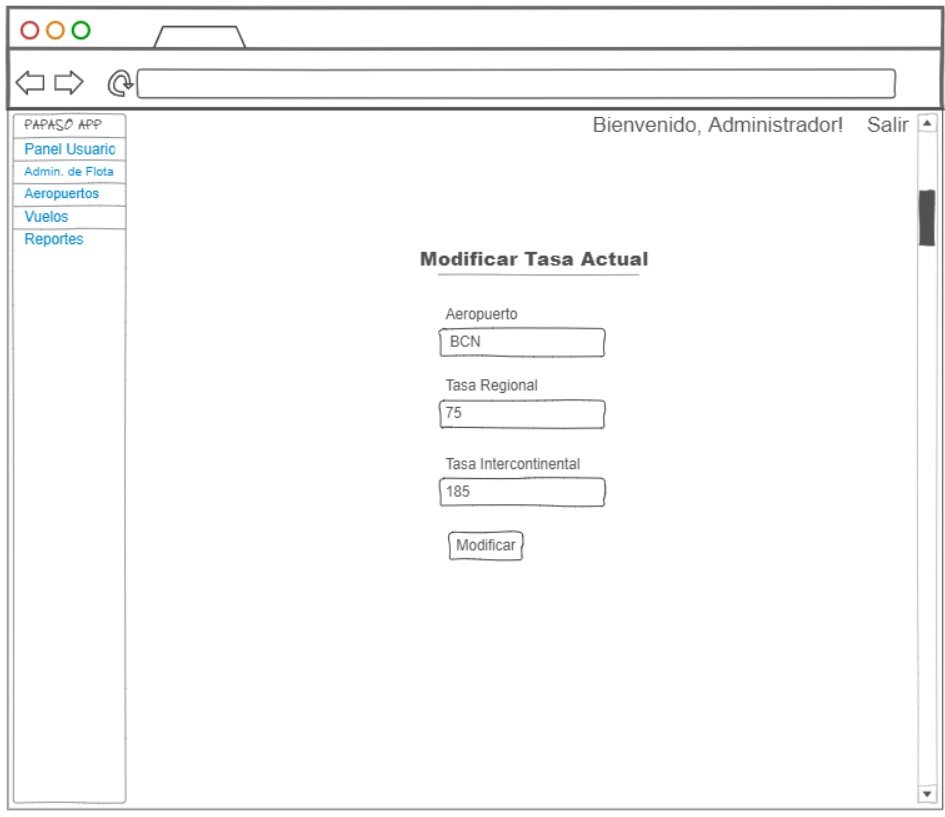 PAPASO APP
Bienvenido, Administrador! Salir
Panel Usuaric
Admin. de Flota
Aeropuertos
Vuelos
Reportes
Modificar Tasa Actual
Aeropuerto
BCN
Tasa Regional
75
Tasa Intercontinental
185
Modificar